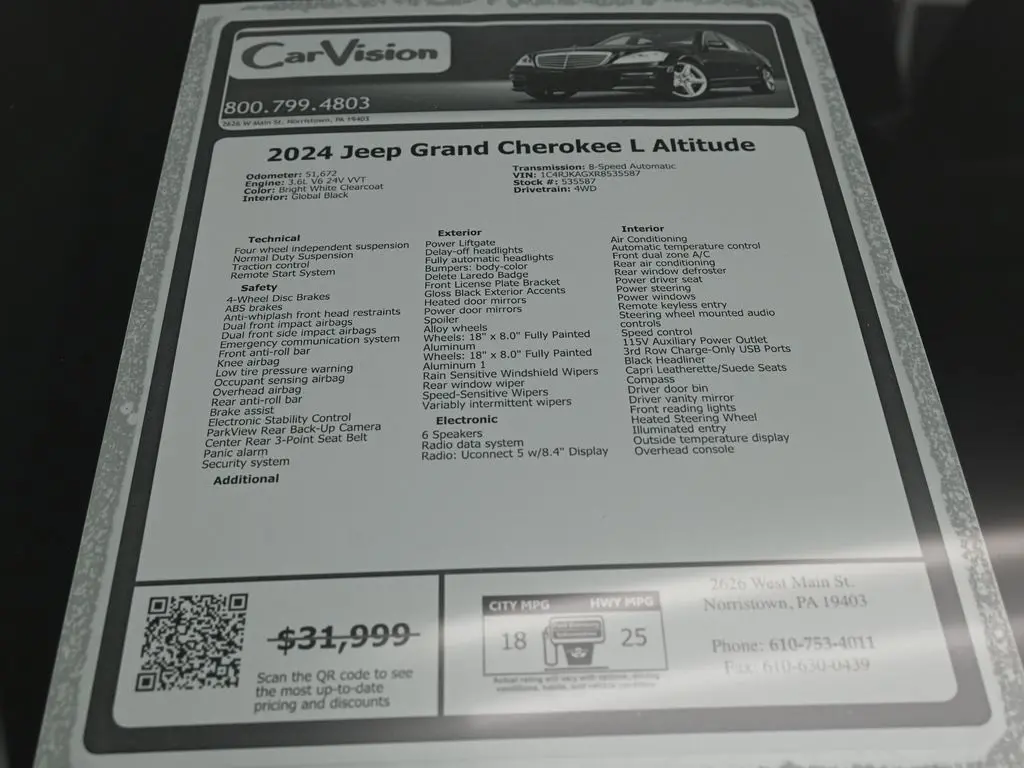 CarVision
800.799.4803
2626 W Main St. Norristown, PA 19403
2024 Jeep Grand Cherokee L Altitude
Odometer: 51,672
Engine: 3.6L V6 24V VVT
Color: Bright White Clearcoat
Interior: Global Black
Transmission: 8-Speed Automatic
VIN: 1C4RJKAGXR8535587
Stock #: 535587
Drivetrain: 4WD
Technical
Four wheel independent suspension
Normal Duty Suspension
Traction control
Remote Start System
Safety
4-Wheel Disc Brakes
ABS brakes
Anti-whiplash front head restraints
Dual front impact airbags
Dual front side impact airbags
Emergency communication system
Front anti-roll bar
Knee airbag
Low tire pressure warning
Occupant sensing airbag
Overhead airbag
Rear anti-roll bar
Brake assist
Electronic Stability Control
ParkView Rear Back-Up Camera
Center Rear 3-Point Seat Belt
Panic alarm
Security system
Additional
Exterior
Power Liftgate
Delay-off headlights
Fully automatic headlights
Bumpers: body-color
Delete Laredo Badge
Front License Plate Bracket
Gloss Black Exterior Accents
Heated door mirrors
Power door mirrors
Spoiler
Alloy wheels
Wheels: 18" x 8.0" Fully Painted
Aluminum
Wheels: 18" x 8.0" Fully Painted
Aluminum 1
Rain Sensitive Windshield Wipers
Rear window wiper
Speed-Sensitive Wipers
Variably intermittent wipers
Electronic
6 Speakers
Radio data system
Radio: Uconnect 5 w/8.4" Display
Interior
Air Conditioning
Automatic temperature control
Front dual zone A/C
Rear air conditioning
Rear window defroster
Power driver seat
Power steering
Power windows
Remote keyless entry
Steering wheel mounted audio
controls
Speed control
115V Auxiliary Power Outlet
3rd Row Charge-Only USB Ports
Black Headliner
Capri Leatherette/Suede Seats
Compass
Driver door bin
Driver vanity mirror
Front reading lights
Heated Steering Wheel
Illuminated entry
Outside temperature display
Overhead console
$31,999
Scan the QR code to see
the most up-to-date
pricing and discounts
CITY MPG HWY MPG
18 25
Actual rating will vary with options, driving
conditions, habits, and vehicle condition.
2626 West Main St.
Norristown, PA 19403
Phone: 610-753-4011
Fax: 610-630-0439